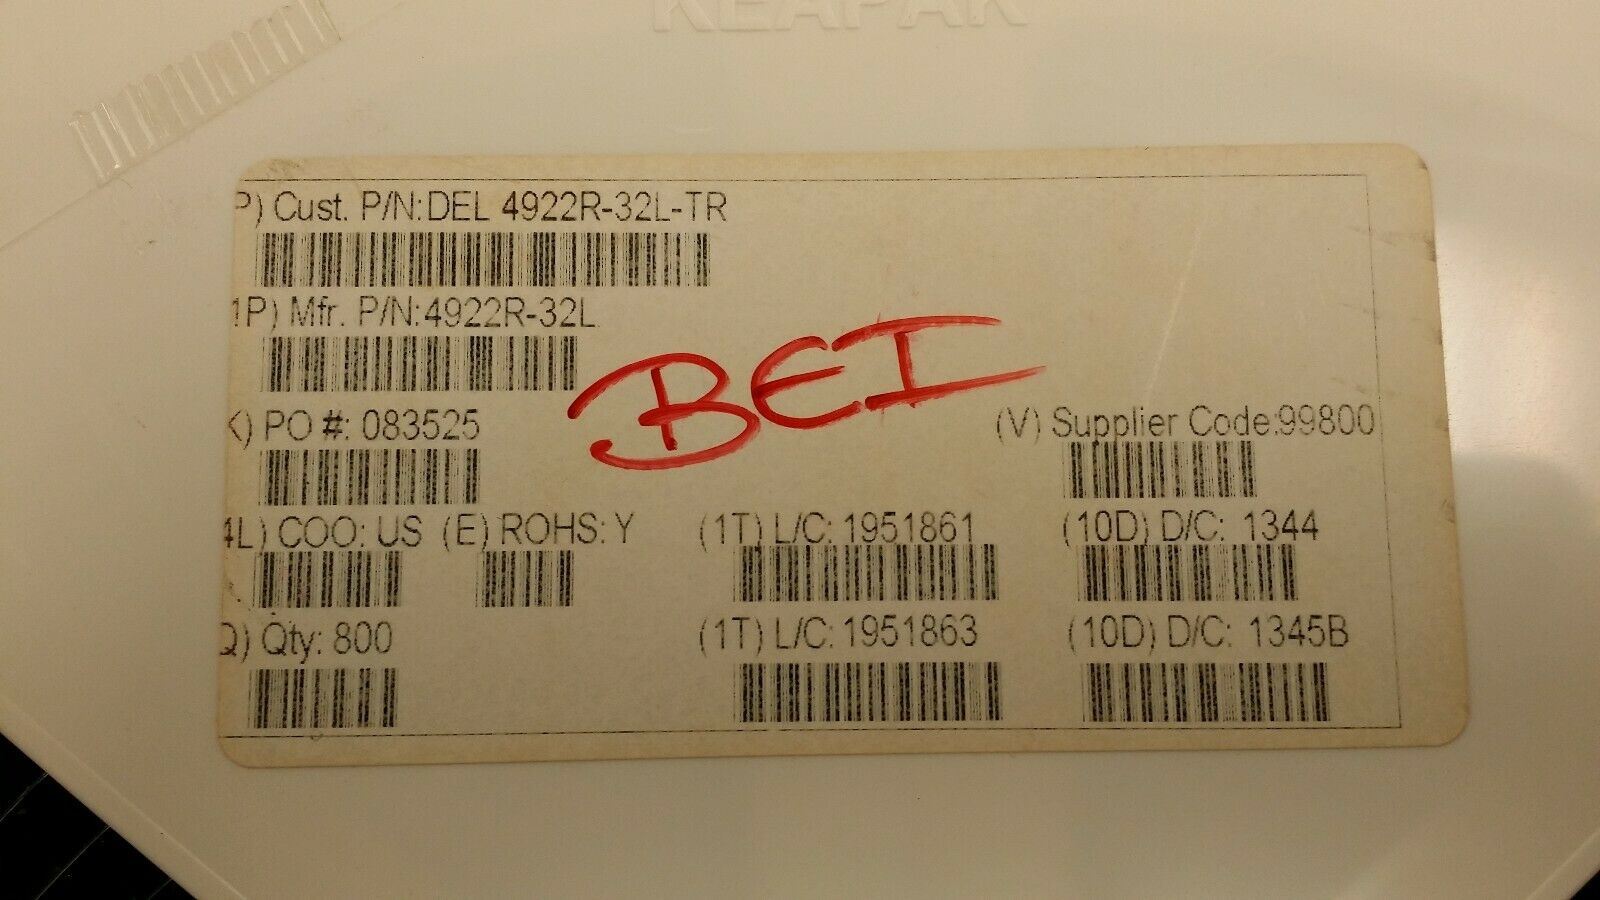 KEAPAK
P) Cust. P/N:DEL 4922R-32L-TR
1P) Mfr. P/N:4922R-32L
BEI
K) PO #: 083525
(V) Supplier Code:99800
4L) COO: US (E) ROHS: Y (1T) L/C: 1951861 (10D) D/C: 1344
Q) Qty: 800 (1T) L/C: 1951863 (10D) D/C: 1345B